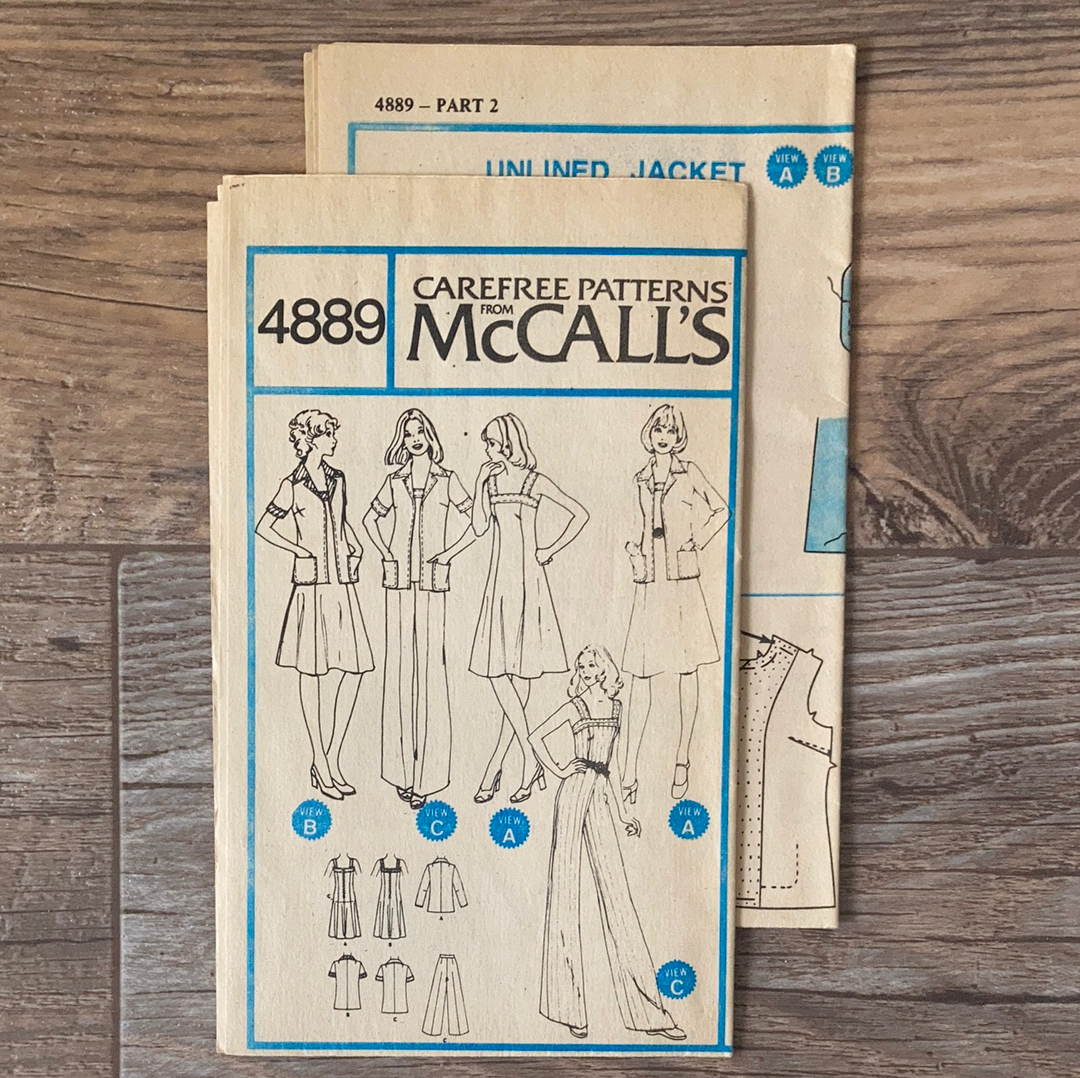 4889 – PART 2
UNLINED JACKET
VIEW A
VIEW B
4889
CAREFREE PATTERNS
FROM
McCALL'S
VIEW B
VIEW C
VIEW A
VIEW A
A
B
A
B
C
C
VIEW C